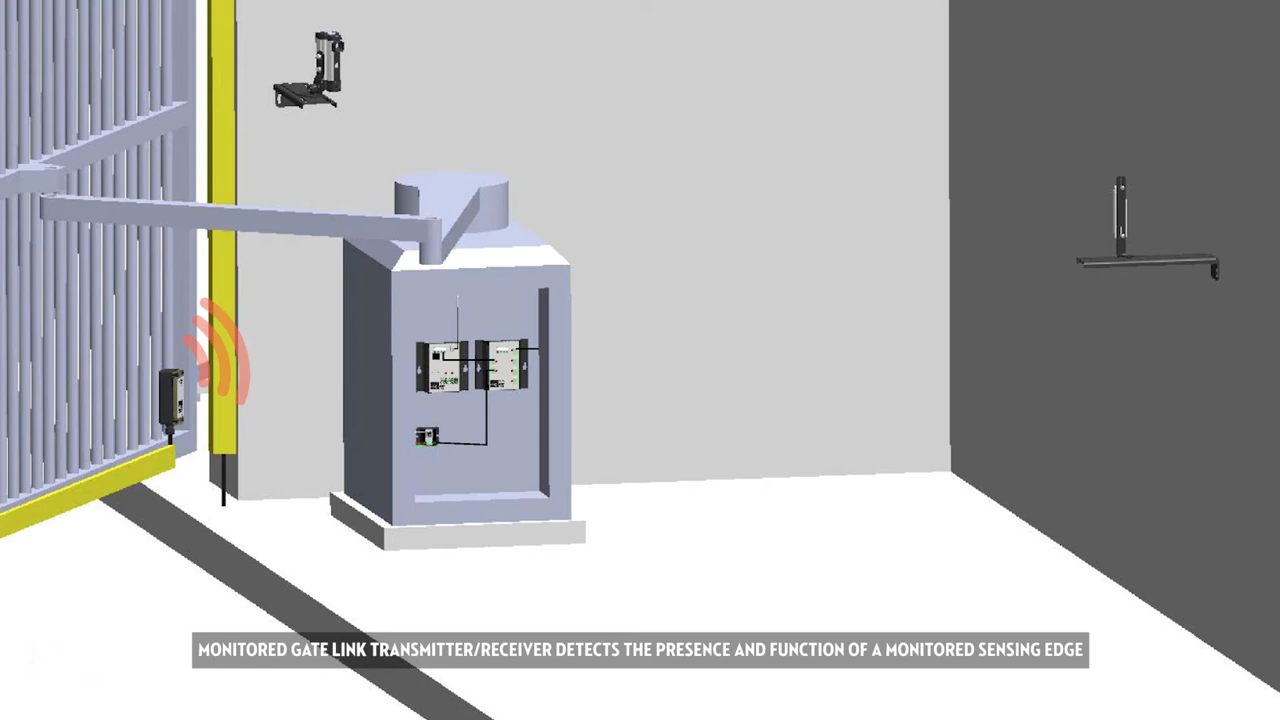 MONITORED GATE LINK TRANSMITTER/RECEIVER DETECTS THE PRESENCE AND FUNCTION OF A MONITORED SENSING EDGE